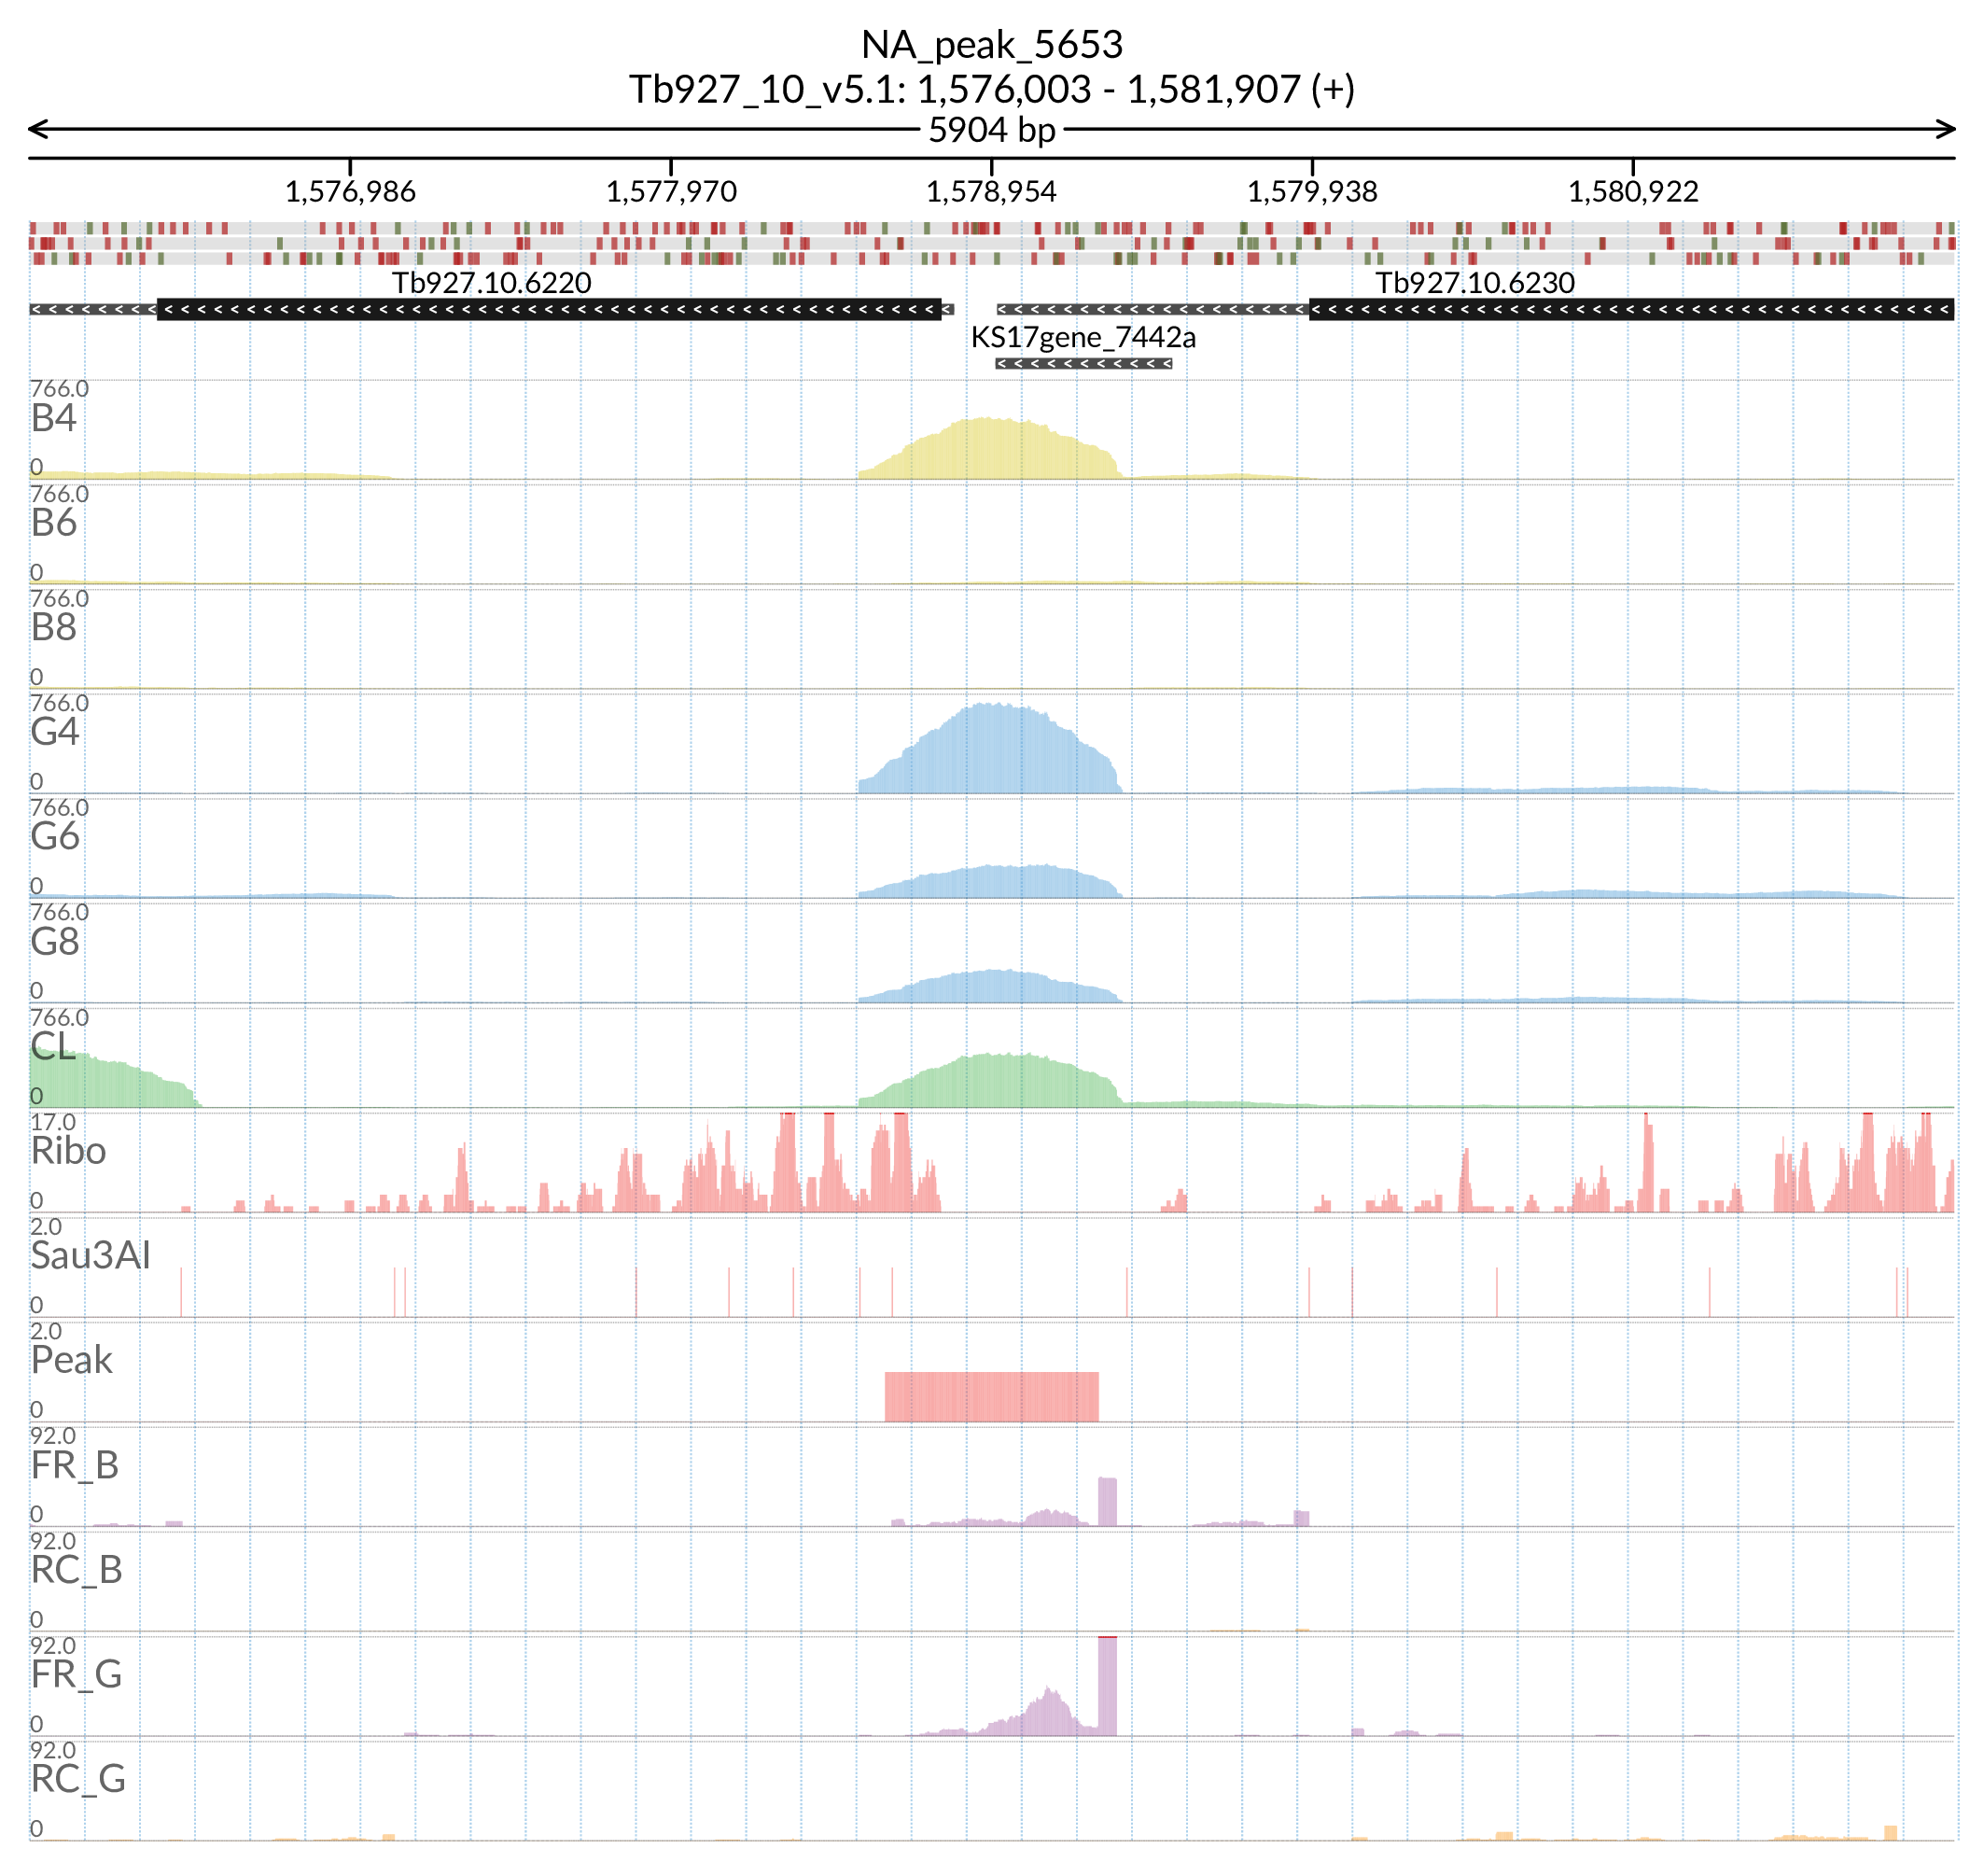 NA_peak_5653
Tb927_10_v5.1: 1,576,003 - 1,581,907 (+)
5904 bp
1,576,986 1,577,970 1,578,954 1,579,938 1,580,922
Tb927.10.6220 Tb927.10.6230
KS17gene_7442a
766.0
B4
0
766.0
B6
0
766.0
B8
0
766.0
G4
0
766.0
G6
0
766.0
G8
0
766.0
CL
0
17.0
Ribo
0
2.0
Sau3AI
0
2.0
Peak
0
92.0
FR_B
0
92.0
RC_B
0
92.0
FR_G
0
92.0
RC_G
0